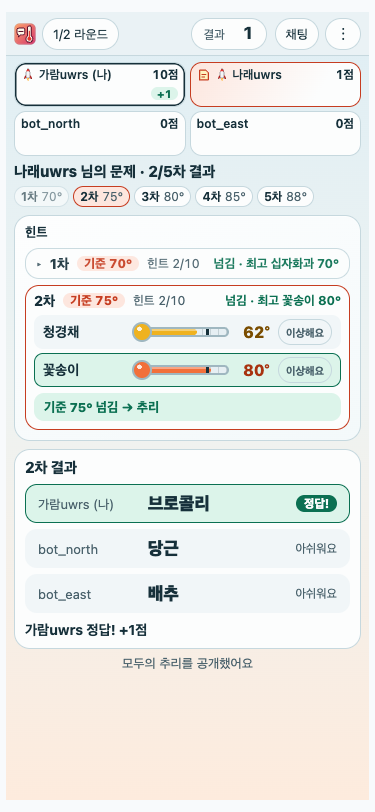 1/2 라운드 결과 1 채팅 ⋮
가람uwrs (나) 10점 나래uwrs 1점
+1
bot_north 0점 bot_east 0점
나래uwrs 님의 문제 · 2/5차 결과
1차 70° 2차 75° 3차 80° 4차 85° 5차 88°
힌트
▸ 1차 기준 70° 힌트 2/10 넘김 · 최고 십자화과 70°
2차 기준 75° 힌트 2/10 넘김 · 최고 꽃송이 80°
청경채 62° 이상해요
꽃송이 80° 이상해요
기준 75° 넘김 → 추리
2차 결과
가람uwrs (나) 브로콜리 정답!
bot_north 당근 아쉬워요
bot_east 배추 아쉬워요
가람uwrs 정답! +1점
모두의 추리를 공개했어요